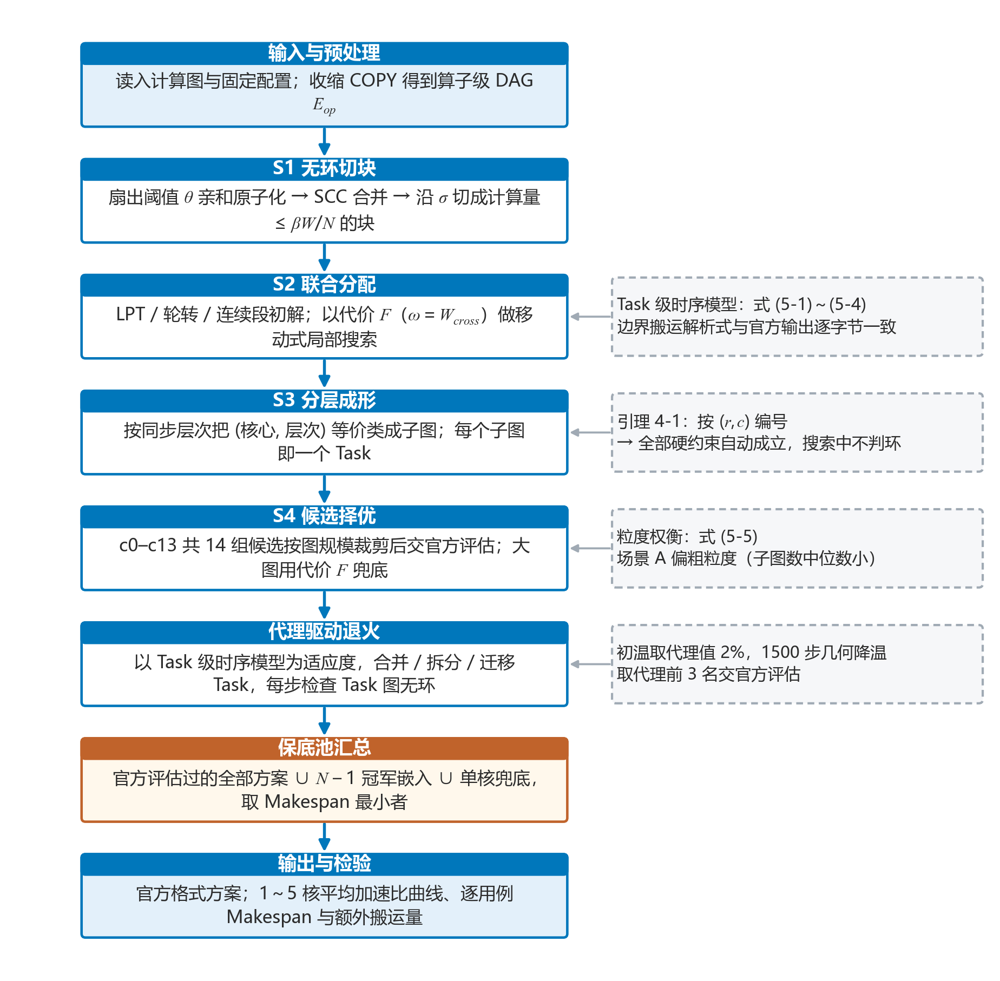 输入与预处理
读入计算图与固定配置；收缩 COPY 得到算子级 DAG
E_op
S1 无环切块
扇出阈值 θ 亲和原子化 → SCC 合并 → 沿 σ 切成计算量
≤ βW/N 的块
S2 联合分配
LPT / 轮转 / 连续段初解；以代价 F（ω = W_cross）做移
动式局部搜索
Task 级时序模型：式 (5-1) ~ (5-4)
边界搬运解析式与官方输出逐字节一致
S3 分层成形
按同步层次把 (核心, 层次) 等价类成子图；每个子图
即一个 Task
引理 4-1：按 (r, c) 编号
→ 全部硬约束自动成立，搜索中不判环
S4 候选择优
c0–c13 共 14 组候选按图规模裁剪后交官方评估；大
图用代价 F 兜底
粒度权衡：式 (5-5)
场景 A 偏粗粒度（子图数中位数小）
代理驱动退火
以 Task 级时序模型为适应度，合并 / 拆分 / 迁移
Task，每步检查 Task 图无环
初温取代理值 2%，1500 步几何降温
取代理前 3 名交官方评估
保底池汇总
官方评估过的全部方案 ∪ N − 1 冠军嵌入 ∪ 单核兜底，
取 Makespan 最小者
输出与检验
官方格式方案；1 ~ 5 核平均加速比曲线、逐用例
Makespan 与额外搬运量